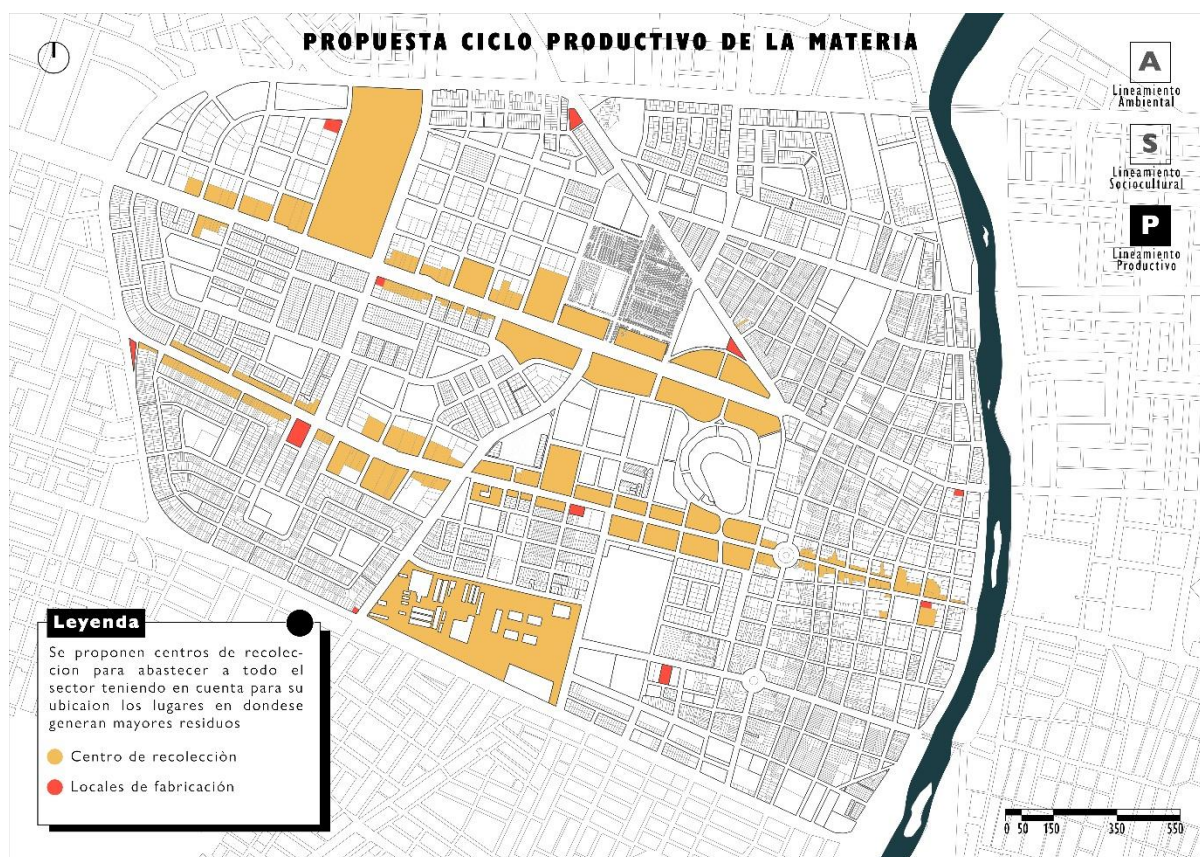 PROPUESTA CICLO PRODUCTIVO DE LA MATERIA
A
Lineamiento
Ambiental
S
Lineamiento
Sociocultural
P
Lineamiento
Productivo
Leyenda
Se proponen centros de recolec-
cion para abastecer a todo el
sector teniendo en cuenta para su
ubicaion los lugares en dondese
generan mayores residuos
Centro de recolecciòn
Locales de fabricación
0 50 150 350 550